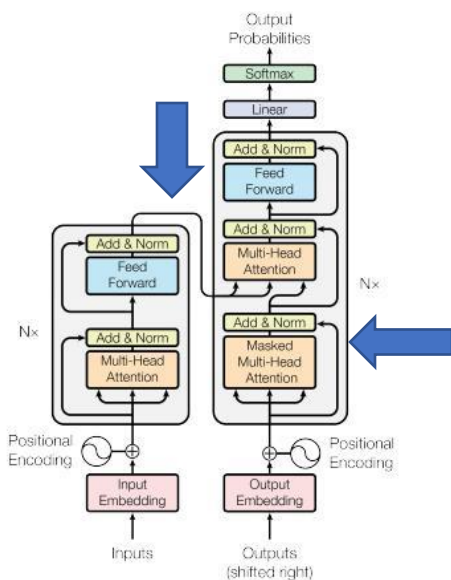 Output
Probabilities
Softmax
Linear
Add & Norm
Feed
Forward
Add & Norm
Multi-Head
Attention
Add & Norm
Masked
Multi-Head
Attention
Nx
Add & Norm
Feed
Forward
Add & Norm
Multi-Head
Attention
Nx
Positional
Encoding
Positional
Encoding
Input
Embedding
Output
Embedding
Inputs
Outputs
(shifted right)